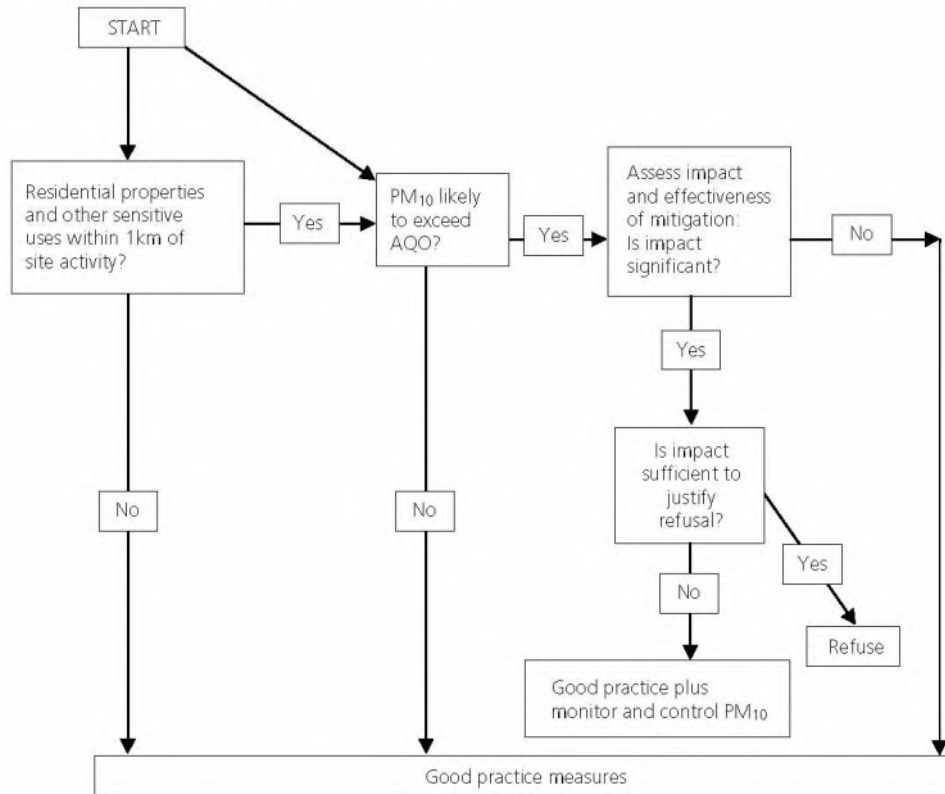 START
Residential properties
and other sensitive
uses within 1km of
site activity?
Yes
PM₁₀ likely
to exceed
AQO?
Yes
Assess impact
and effectiveness
of mitigation:
Is impact
significant?
No
Yes
Is impact
sufficient to
justify
refusal?
No
No
No
Yes
Refuse
Good practice plus
monitor and control PM₁₀
Good practice measures